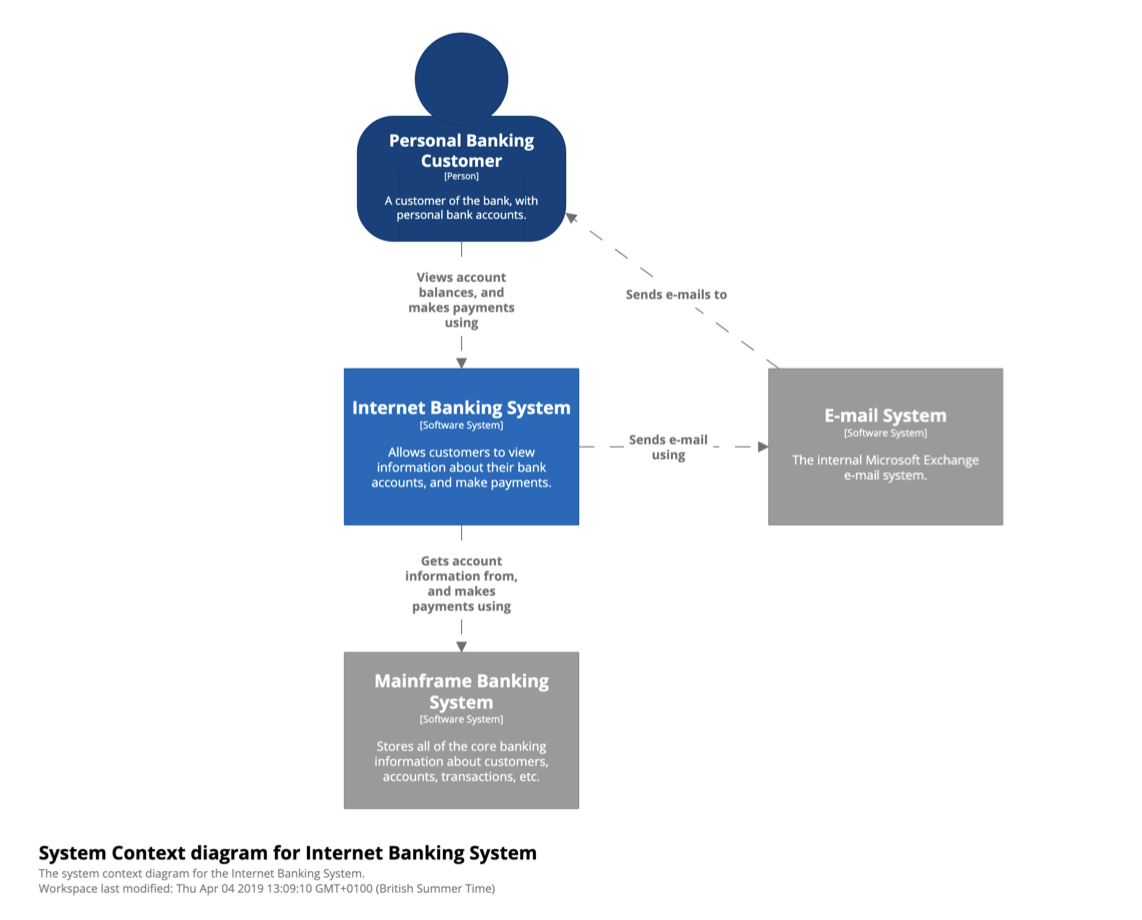 Personal Banking
Customer
[Person]
A customer of the bank, with
personal bank accounts.
Views account
balances, and
makes payments
using
Sends e-mails to
Internet Banking System
[Software System]
Allows customers to view
information about their bank
accounts, and make payments.
Sends e-mail
using
E-mail System
[Software System]
The internal Microsoft Exchange
e-mail system.
Gets account
information from,
and makes
payments using
Mainframe Banking
System
[Software System]
Stores all of the core banking
information about customers,
accounts, transactions, etc.
System Context diagram for Internet Banking System
The system context diagram for the Internet Banking System.
Workspace last modified: Thu Apr 04 2019 13:09:10 GMT+0100 (British Summer Time)